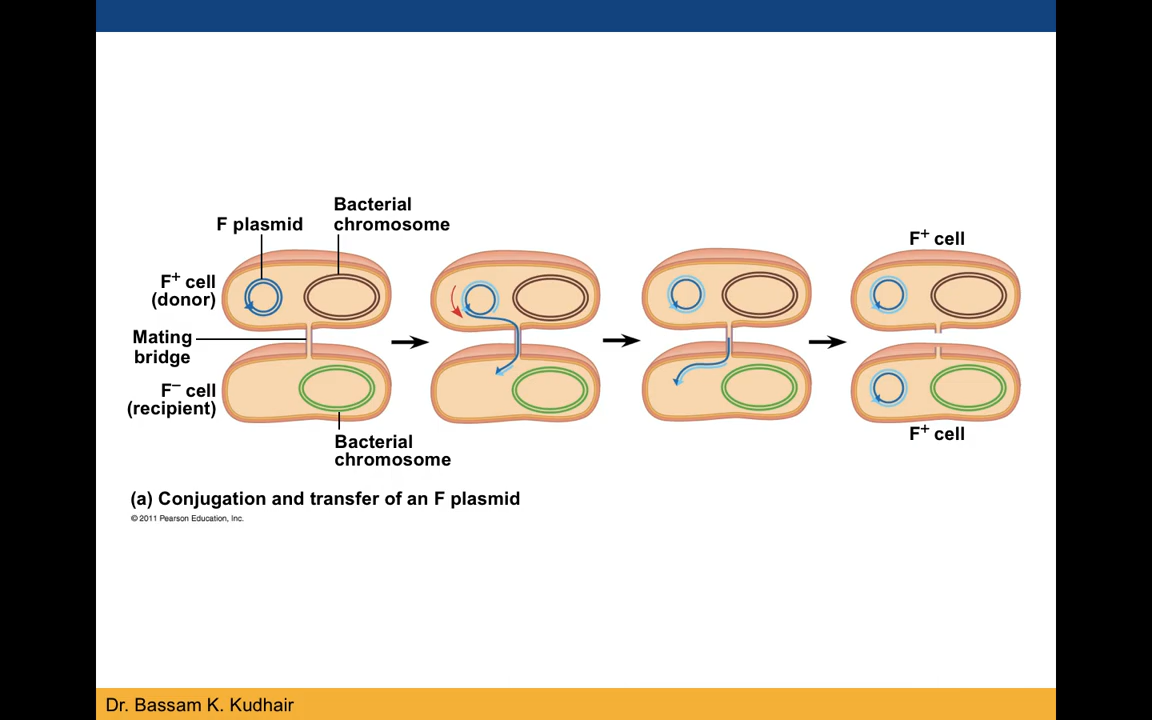 Bacterial
chromosome
F plasmid
F⁺ cell
(donor)
Mating
bridge
F⁻ cell
(recipient)
Bacterial
chromosome
F⁺ cell
F⁺ cell
(a) Conjugation and transfer of an F plasmid
© 2011 Pearson Education, Inc.
Dr. Bassam K. Kudhair